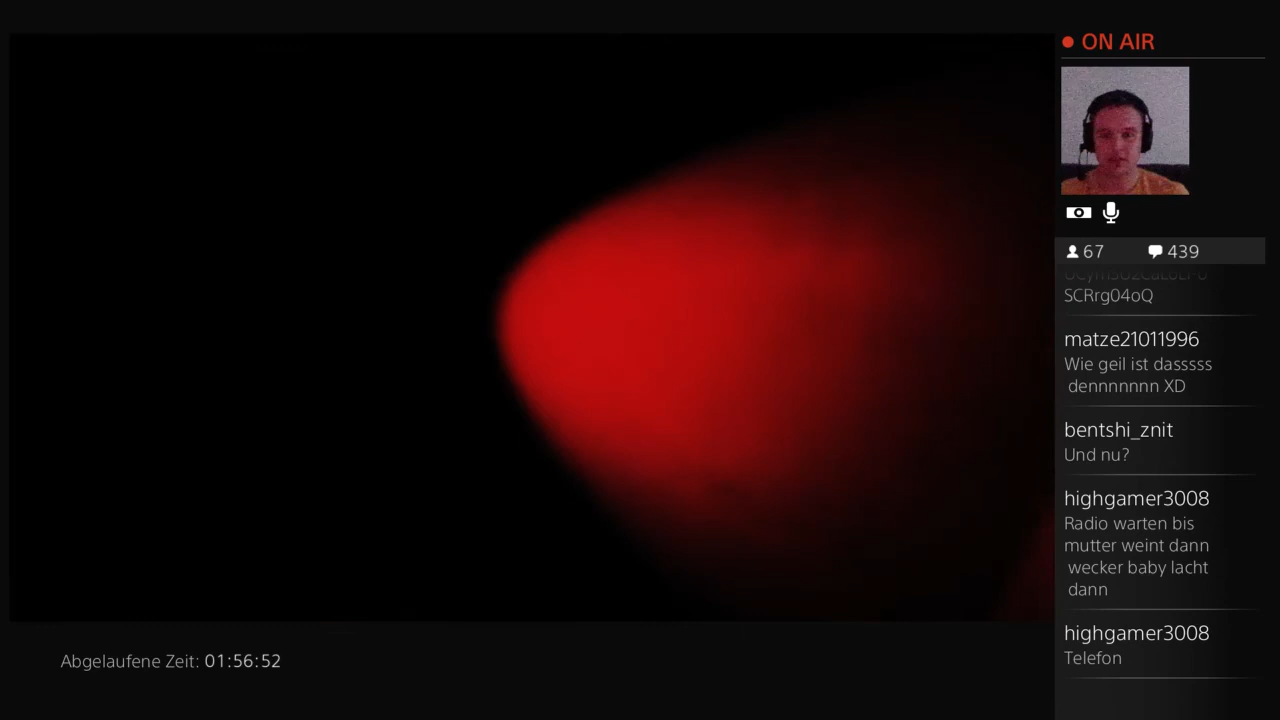 ON AIR
67 439
SCRrg04oQ
matze21011996
Wie geil ist dasssss
dennnnnnn XD
bentshi_znit
Und nu?
highgamer3008
Radio warten bis
mutter weint dann
wecker baby lacht
dann
highgamer3008
Telefon
Abgelaufene Zeit: 01:56:52